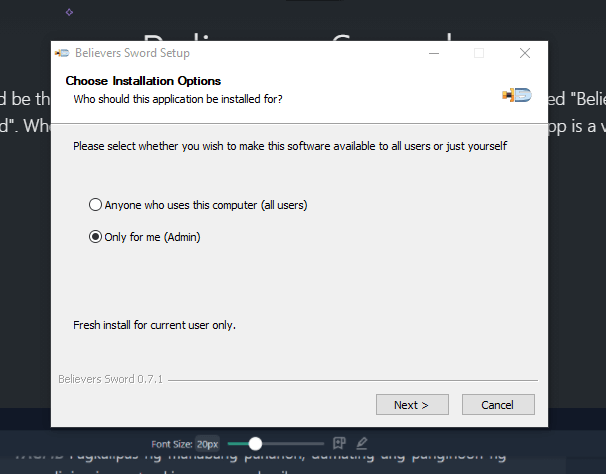 Believers Sword Setup
Choose Installation Options
Who should this application be installed for?
d be th
ed "Belie
d". Wh
pp is a v
Please select whether you wish to make this software available to all users or just yourself
Anyone who uses this computer (all users)
Only for me (Admin)
Fresh install for current user only.
Believers Sword 0.7.1
Next >
Cancel
Font Size: 20px